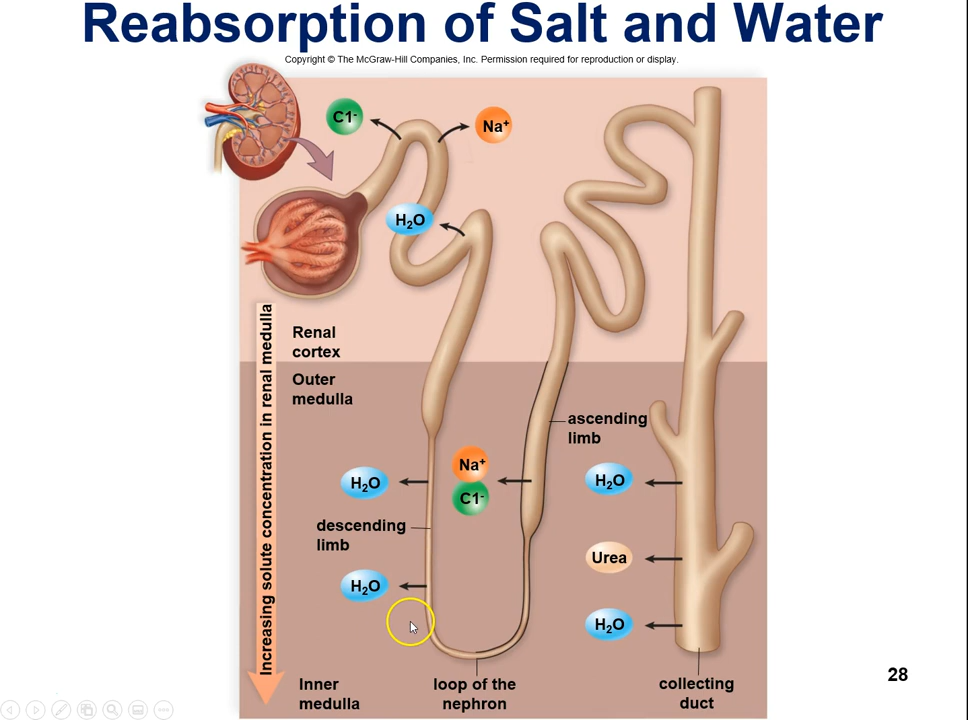 Reabsorption of Salt and Water
Copyright © The McGraw-Hill Companies, Inc. Permission required for reproduction or display.
C1-
Na+
H2O
Renal
cortex
Outer
medulla
Increasing solute concentration in renal medulla
ascending
limb
Na+
C1-
H2O
H2O
descending
limb
Urea
H2O
H2O
Inner
medulla
loop of the
nephron
collecting
duct
28